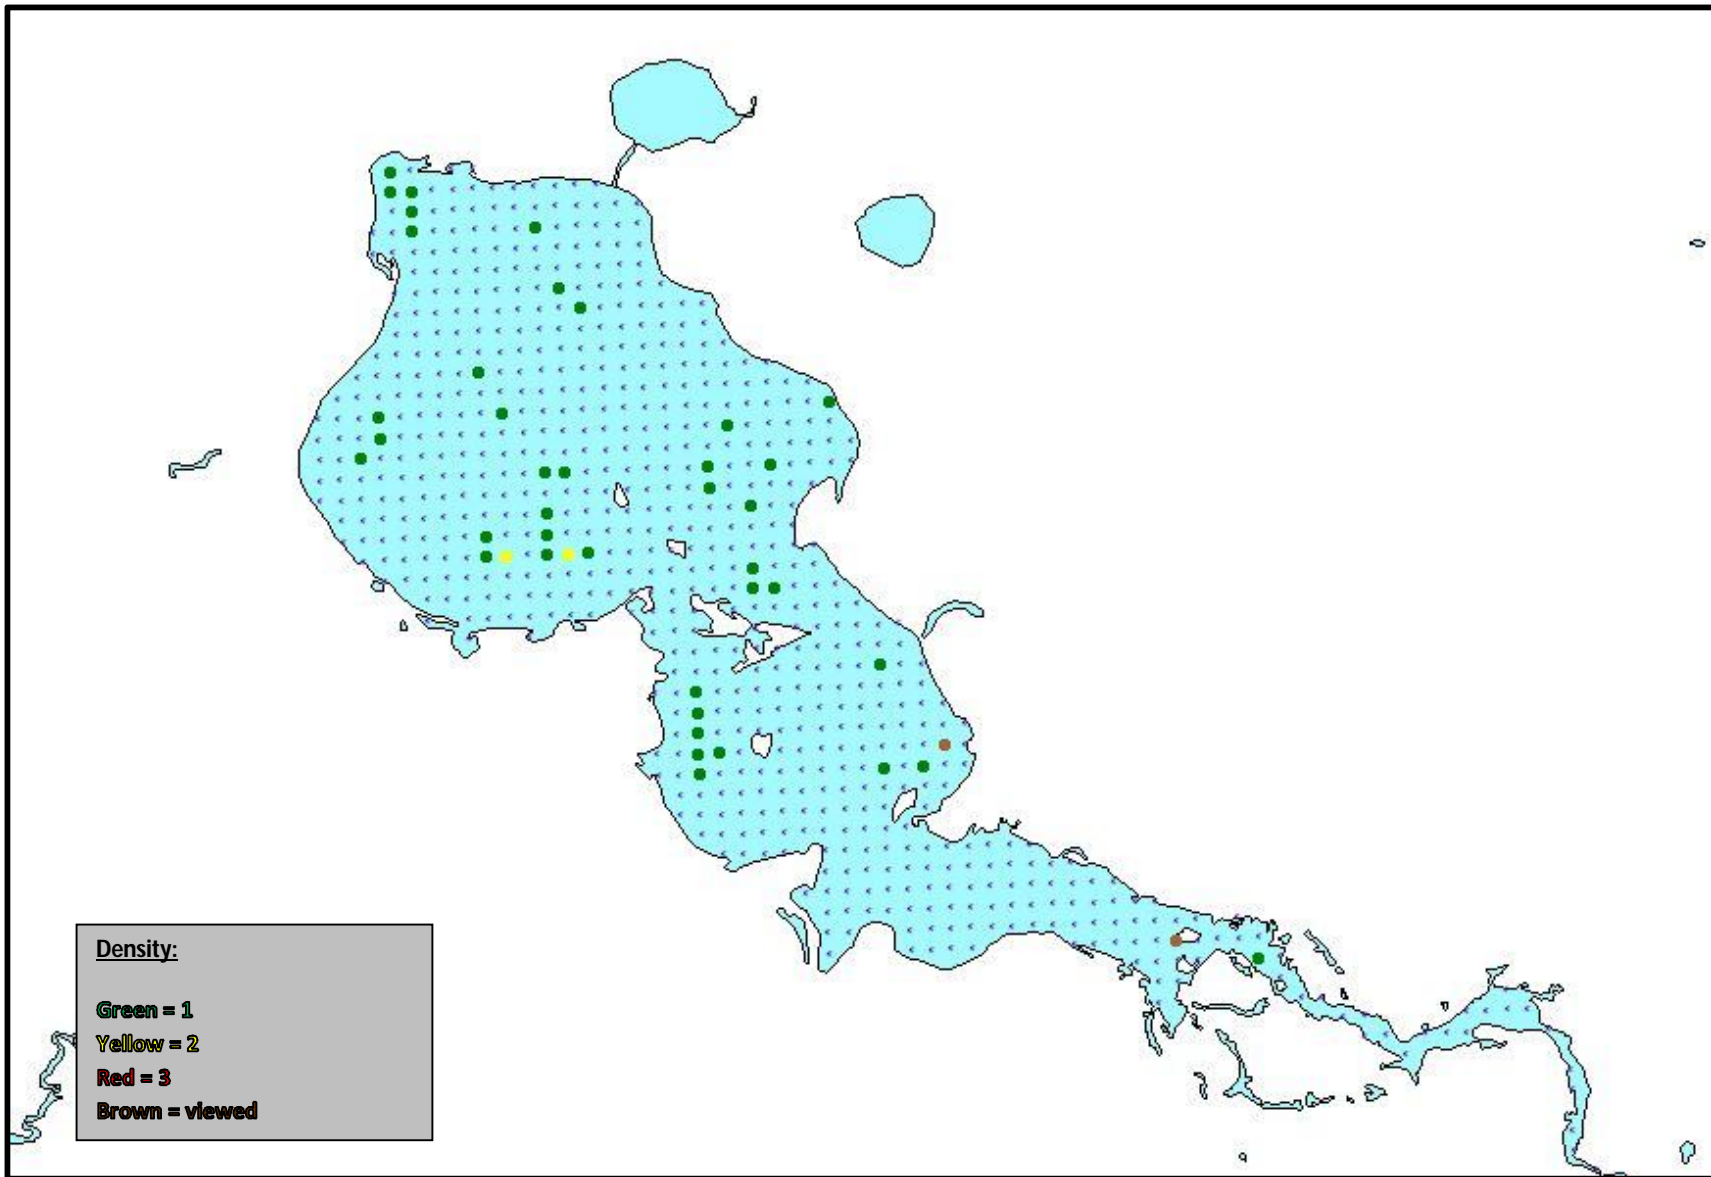 Density:
Green = 1
Yellow = 2
Red = 3
Brown = viewed